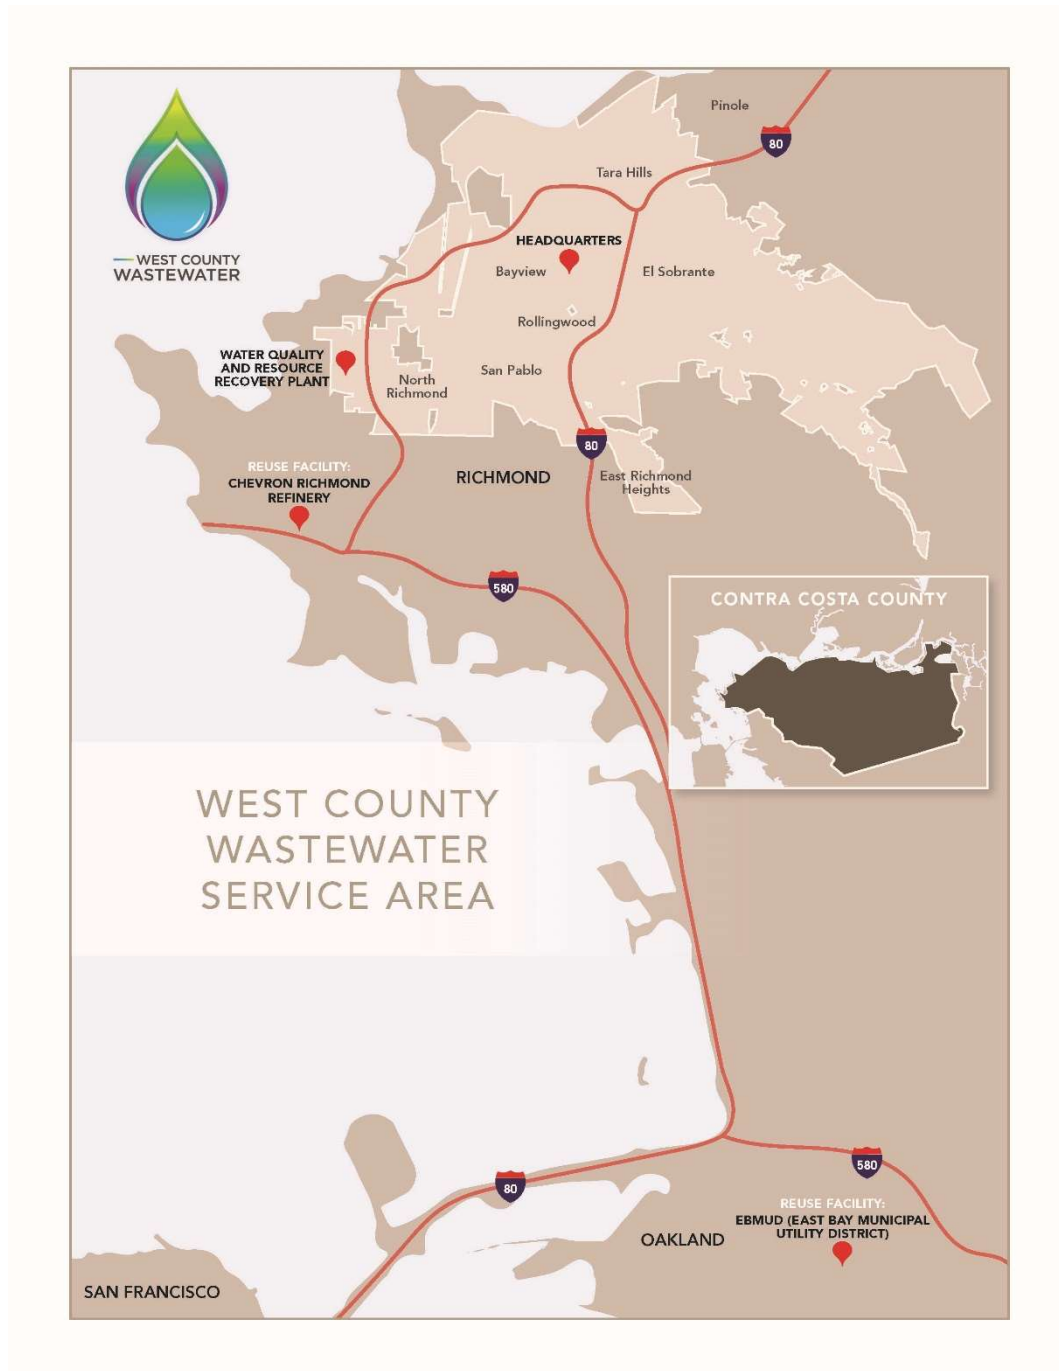 Pinole
80
Tara Hills
WEST COUNTY
WASTEWATER
HEADQUARTERS
Bayview
El Sobrante
Rollingwood
WATER QUALITY
AND RESOURCE
RECOVERY PLANT
San Pablo
North
Richmond
80
REUSE FACILITY:
CHEVRON RICHMOND
REFINERY
RICHMOND
East Richmond
Heights
580
CONTRA COSTA COUNTY
WEST COUNTY
WASTEWATER
SERVICE AREA
580
80
REUSE FACILITY:
EBMUD (EAST BAY MUNICIPAL
UTILITY DISTRICT)
OAKLAND
SAN FRANCISCO